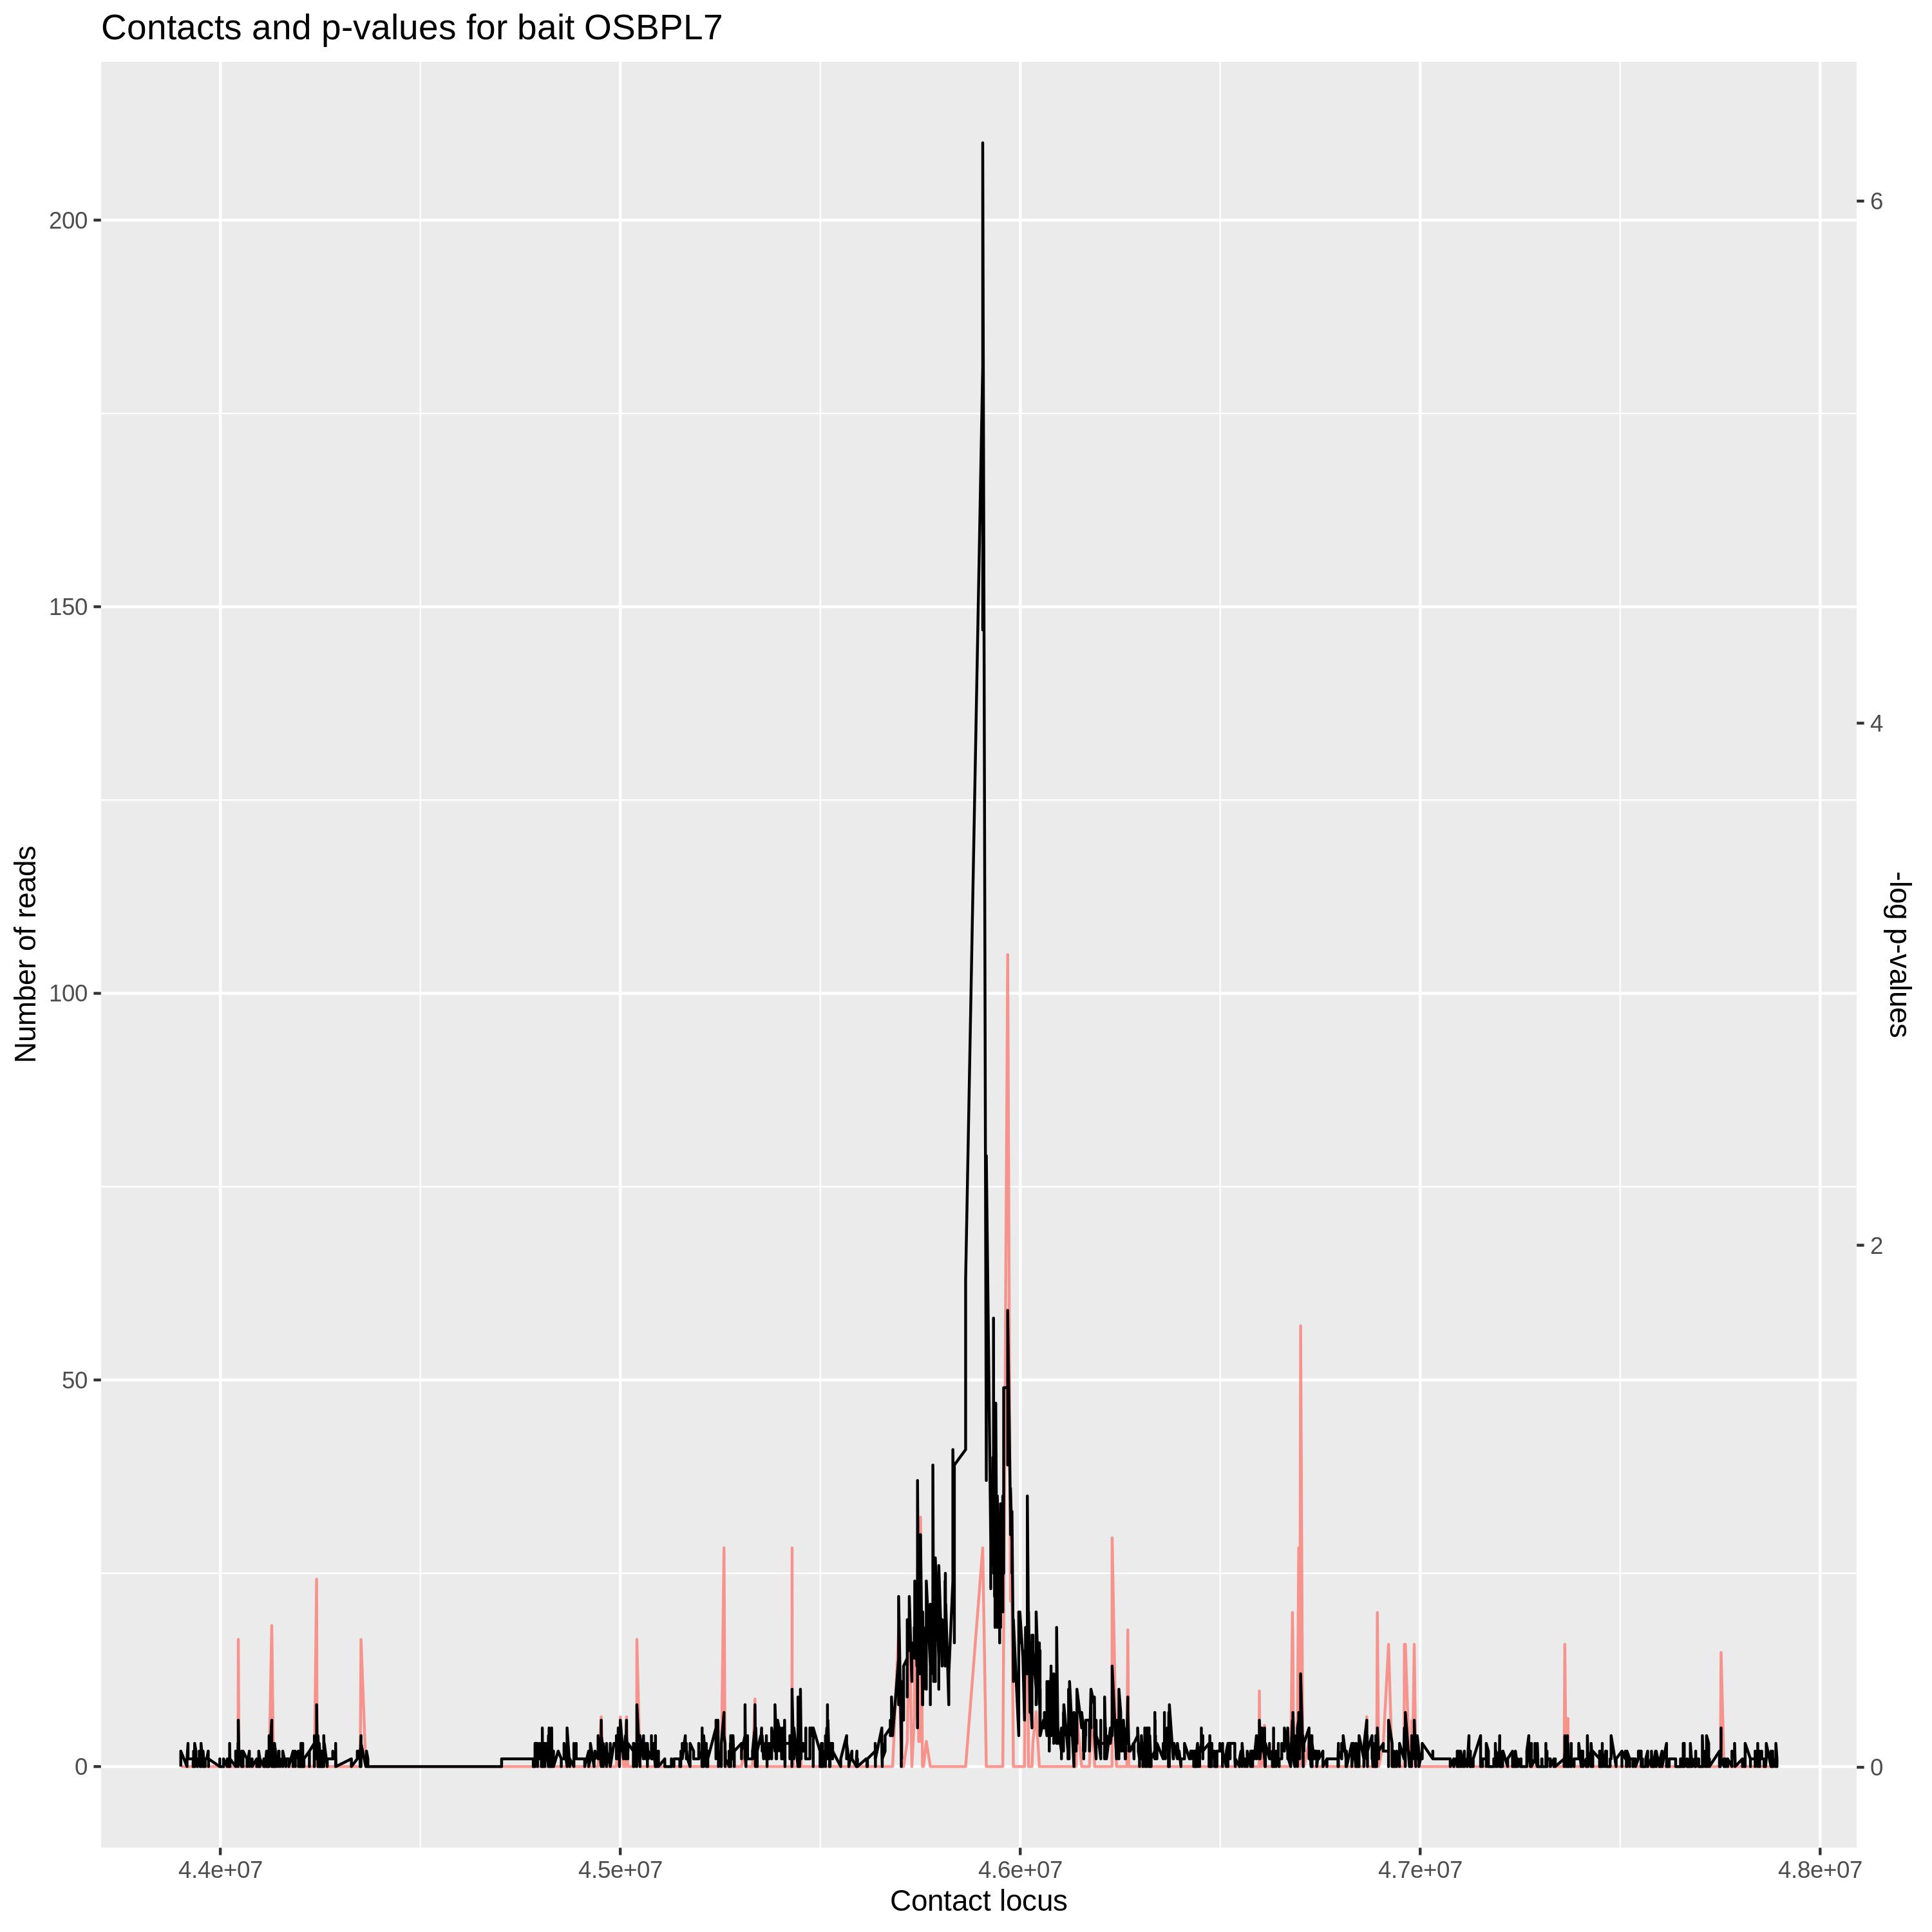 Contacts and p-values for bait OSBPL7
Number of reads
200
150
100
50
0
-log p-values
6
4
2
0
4.4e+07 4.5e+07 4.6e+07 4.7e+07 4.8e+07
Contact locus